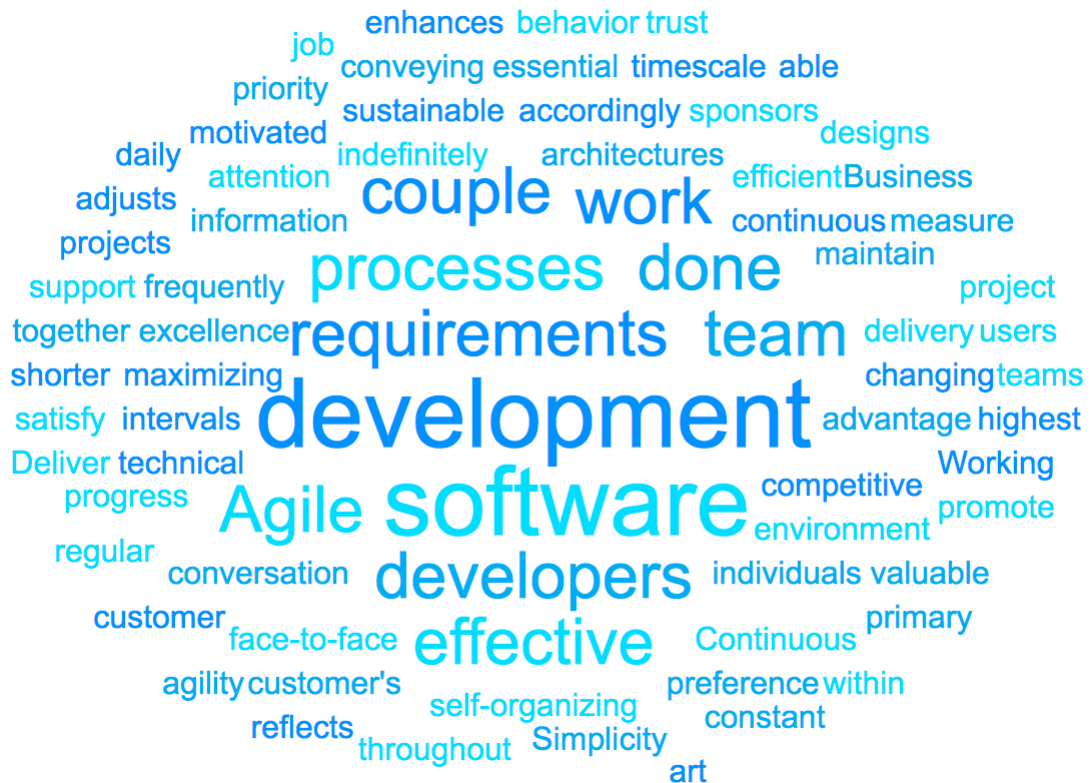 enhances behavior trust
job
conveying essential timescale able
priority
sustainable accordingly sponsors
motivated designs
daily indefinitely architectures
attention couple work efficient Business
adjusts
information continuous measure
projects maintain
processes done
support frequently project
together excellence requirements team delivery users
shorter maximizing changing teams
satisfy intervals development advantage highest
Deliver technical Working
progress Agile software competitive promote
environment
regular
conversation developers individuals valuable
customer primary
face-to-face effective Continuous
agility customer's preference within
self-organizing constant
reflects
throughout Simplicity
art